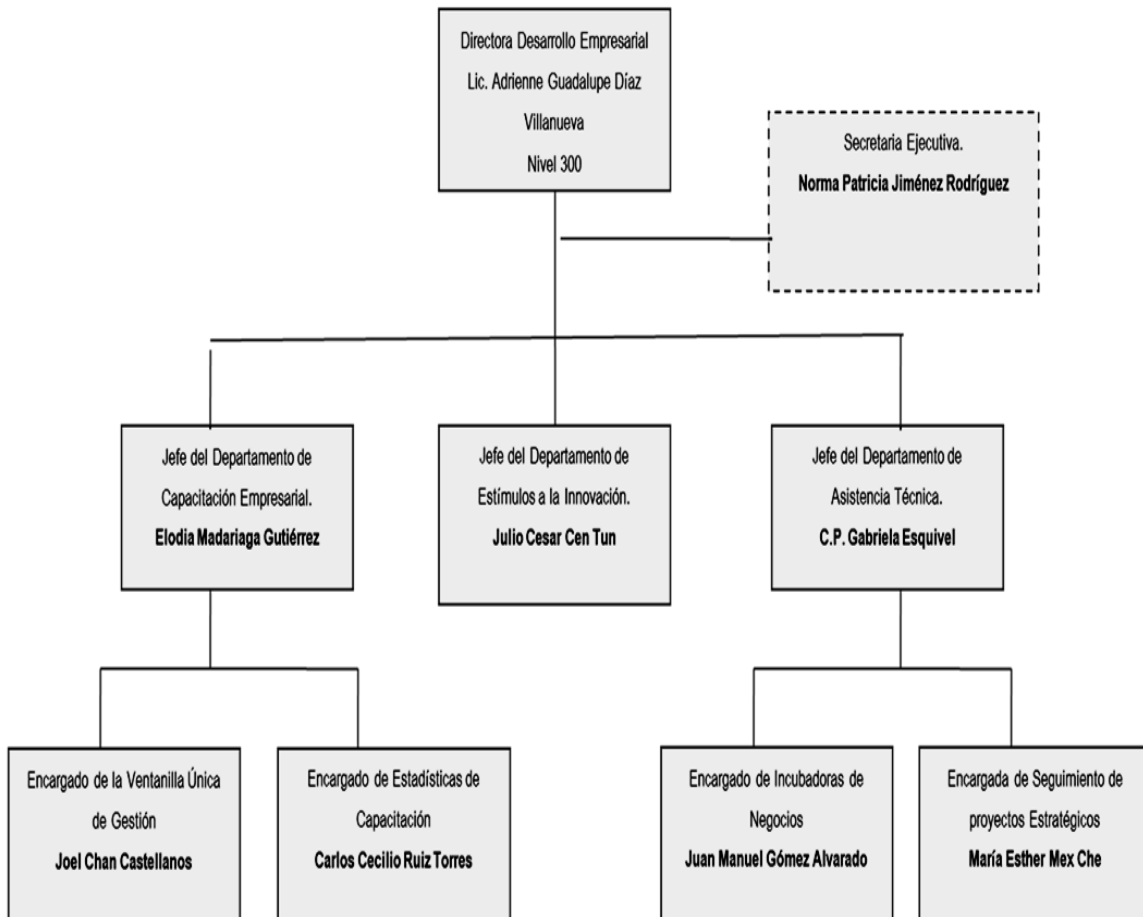 Directora Desarrollo Empresarial
Lic. Adrienne Guadalupe Díaz
Villanueva
Nivel 300
Secretaria Ejecutiva.
Norma Patricia Jiménez Rodríguez
Jefe del Departamento de
Capacitación Empresarial.
Elodia Madariaga Gutiérrez
Jefe del Departamento de
Estímulos a la Innovación.
Julio Cesar Cen Tun
Jefe del Departamento de
Asistencia Técnica.
C.P. Gabriela Esquivel
Encargado de la Ventanilla Única
de Gestión
Joel Chan Castellanos
Encargado de Estadísticas de
Capacitación
Carlos Cecilio Ruiz Torres
Encargado de Incubadoras de
Negocios
Juan Manuel Gómez Alvarado
Encargada de Seguimiento de
proyectos Estratégicos
María Esther Mex Che